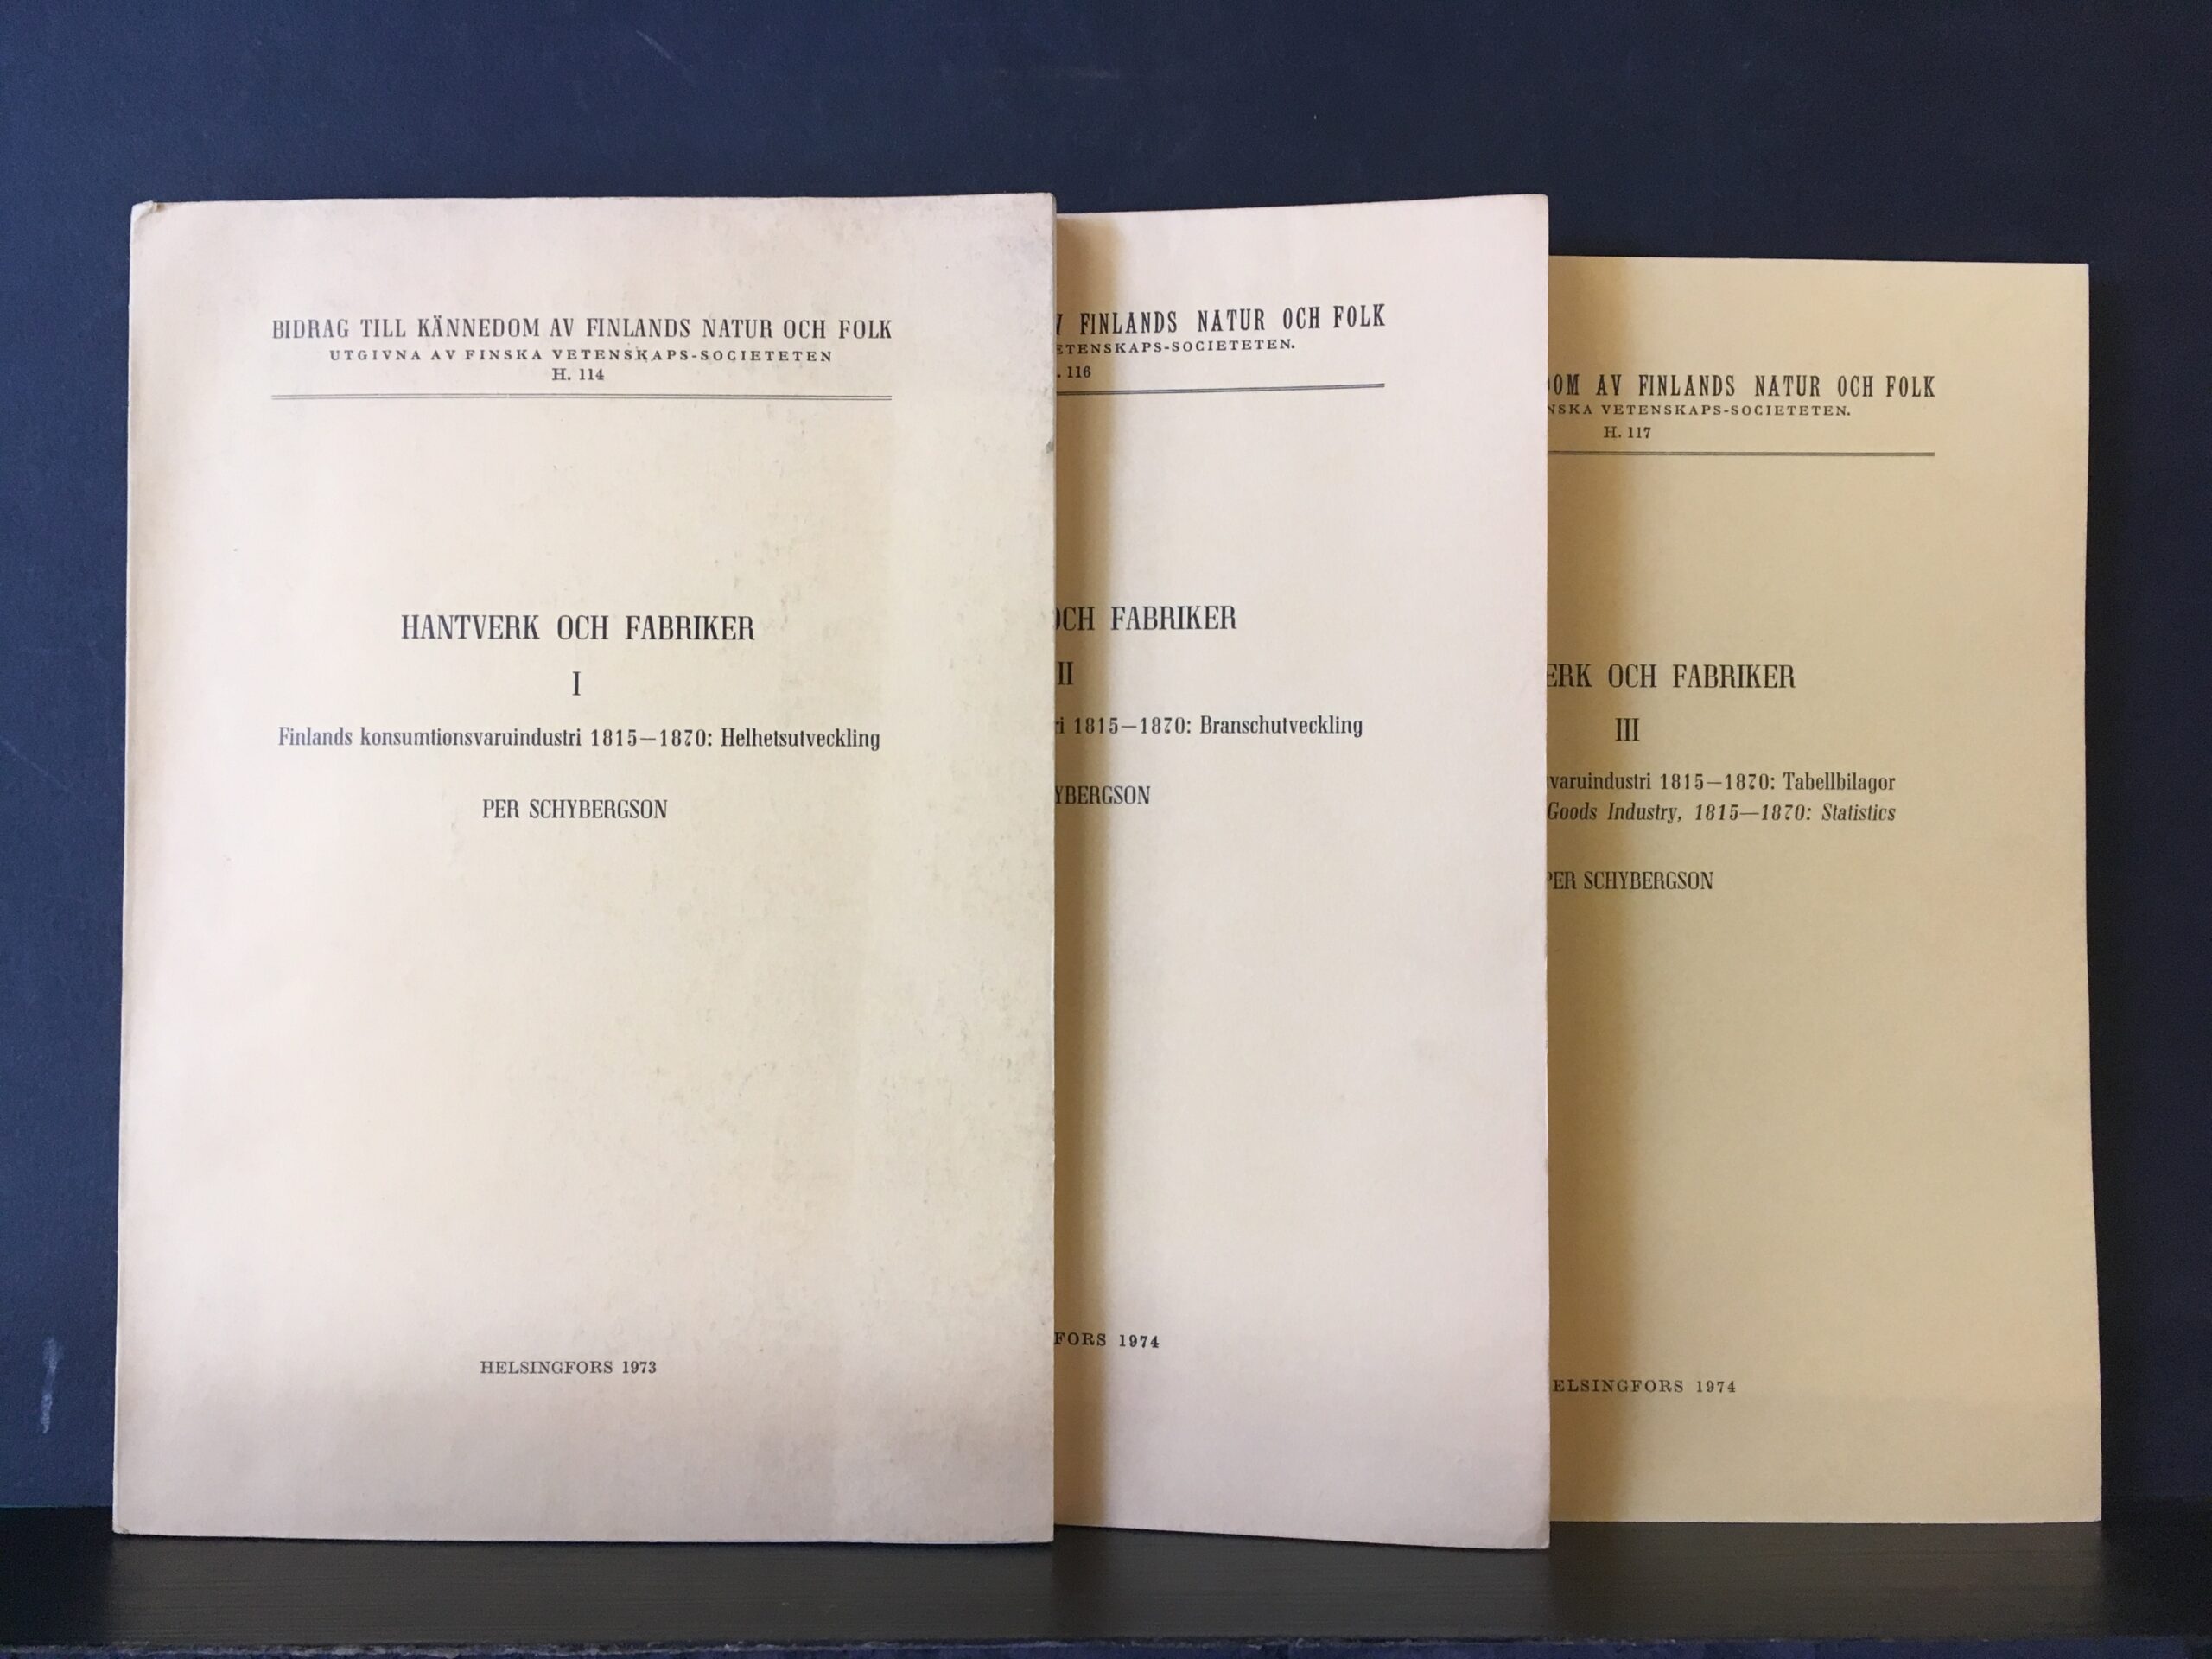 BIDRAG TILL KÄNNEDOM AV FINLANDS NATUR OCH FOLK
UTGIVNA AV FINSKA VETENSKAPS-SOCIETETEN
H. 114
HANTVERK OCH FABRIKER
I
Finlands konsumtionsvaruindustri 1815—1870: Helhetsutveckling
PER SCHYBERGSON
HELSINGFORS 1973
FINLANDS NATUR OCH FOLK
ETENSKAPS-SOCIETETEN.
. 116
OCH FABRIKER
II
ri 1815—1870: Branschutveckling
YBERGSON
FORS 1974
OM AV FINLANDS NATUR OCH FOLK
NSKA VETENSKAPS-SOCIETETEN.
H. 117
ERK OCH FABRIKER
III
svaruindustri 1815—1870: Tabellbilagor
Goods Industry, 1815—1870: Statistics
PER SCHYBERGSON
ELSINGFORS 1974